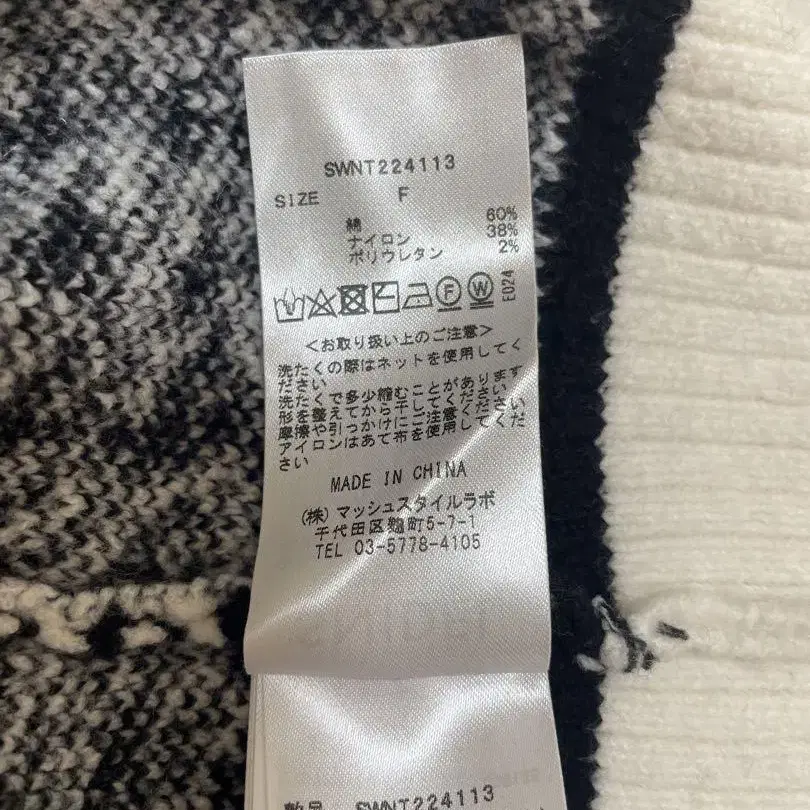 SWNT224113
SIZE F
綿 60%
ナイロン 38%
ポリウレタン 2%
F W E024
<お取り扱い上のご注意>
洗たくの際はネットを使用してく
ださい
洗たくで多少縮むことがあります
形を整えてから干してください
摩擦や引っかけにご注意ください
アイロンはあて布を使用してくだ
さい
MADE IN CHINA
(株)マッシュスタイルラボ
千代田区麹町5-7-1
TEL 03-5778-4105
SWNT224113